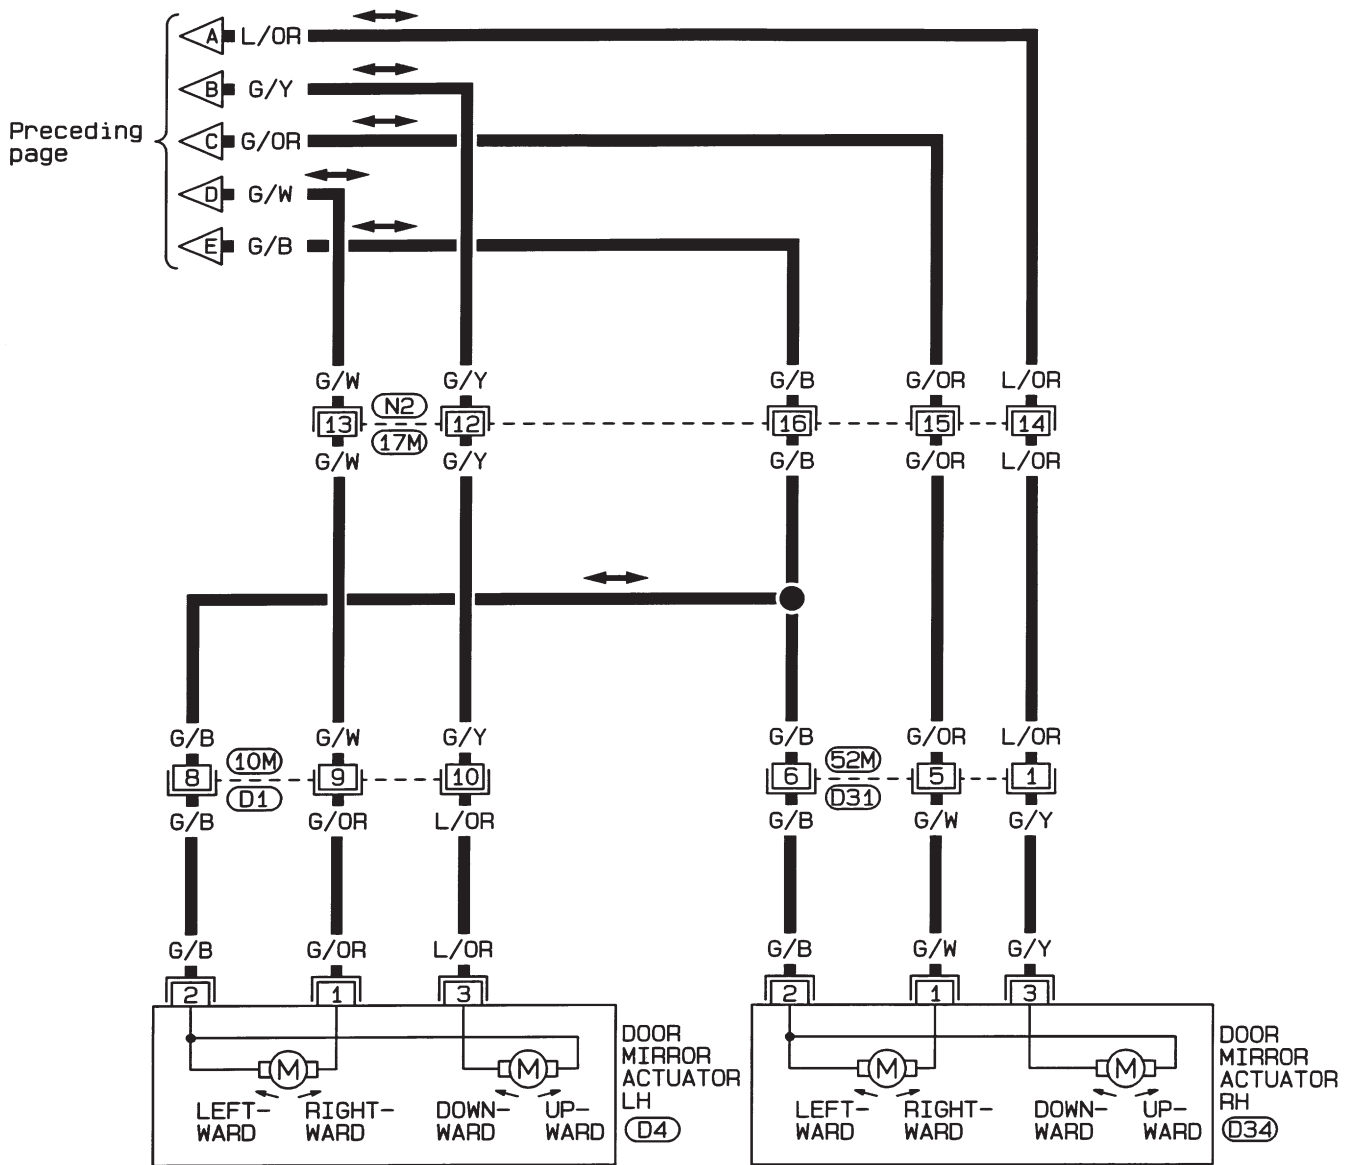 A L/OR
B G/Y
Preceding
page
C G/OR
D G/W
E G/B
G/W G/Y G/B G/OR L/OR
13 N2 12 16 15 14
17M
G/W G/Y G/B G/OR L/OR
G/B G/W G/Y G/B G/OR L/OR
8 10M 9 10 6 52M 5 1
D1 D31
G/B G/OR L/OR G/B G/W G/Y
G/B G/OR L/OR G/B G/W G/Y
2 1 3 2 1 3
DOOR
MIRROR
ACTUATOR
LH
D4
M M
LEFT-
WARD
RIGHT-
WARD
DOWN-
WARD
UP-
WARD
DOOR
MIRROR
ACTUATOR
RH
D34
M M
LEFT-
WARD
RIGHT-
WARD
DOWN-
WARD
UP-
WARD